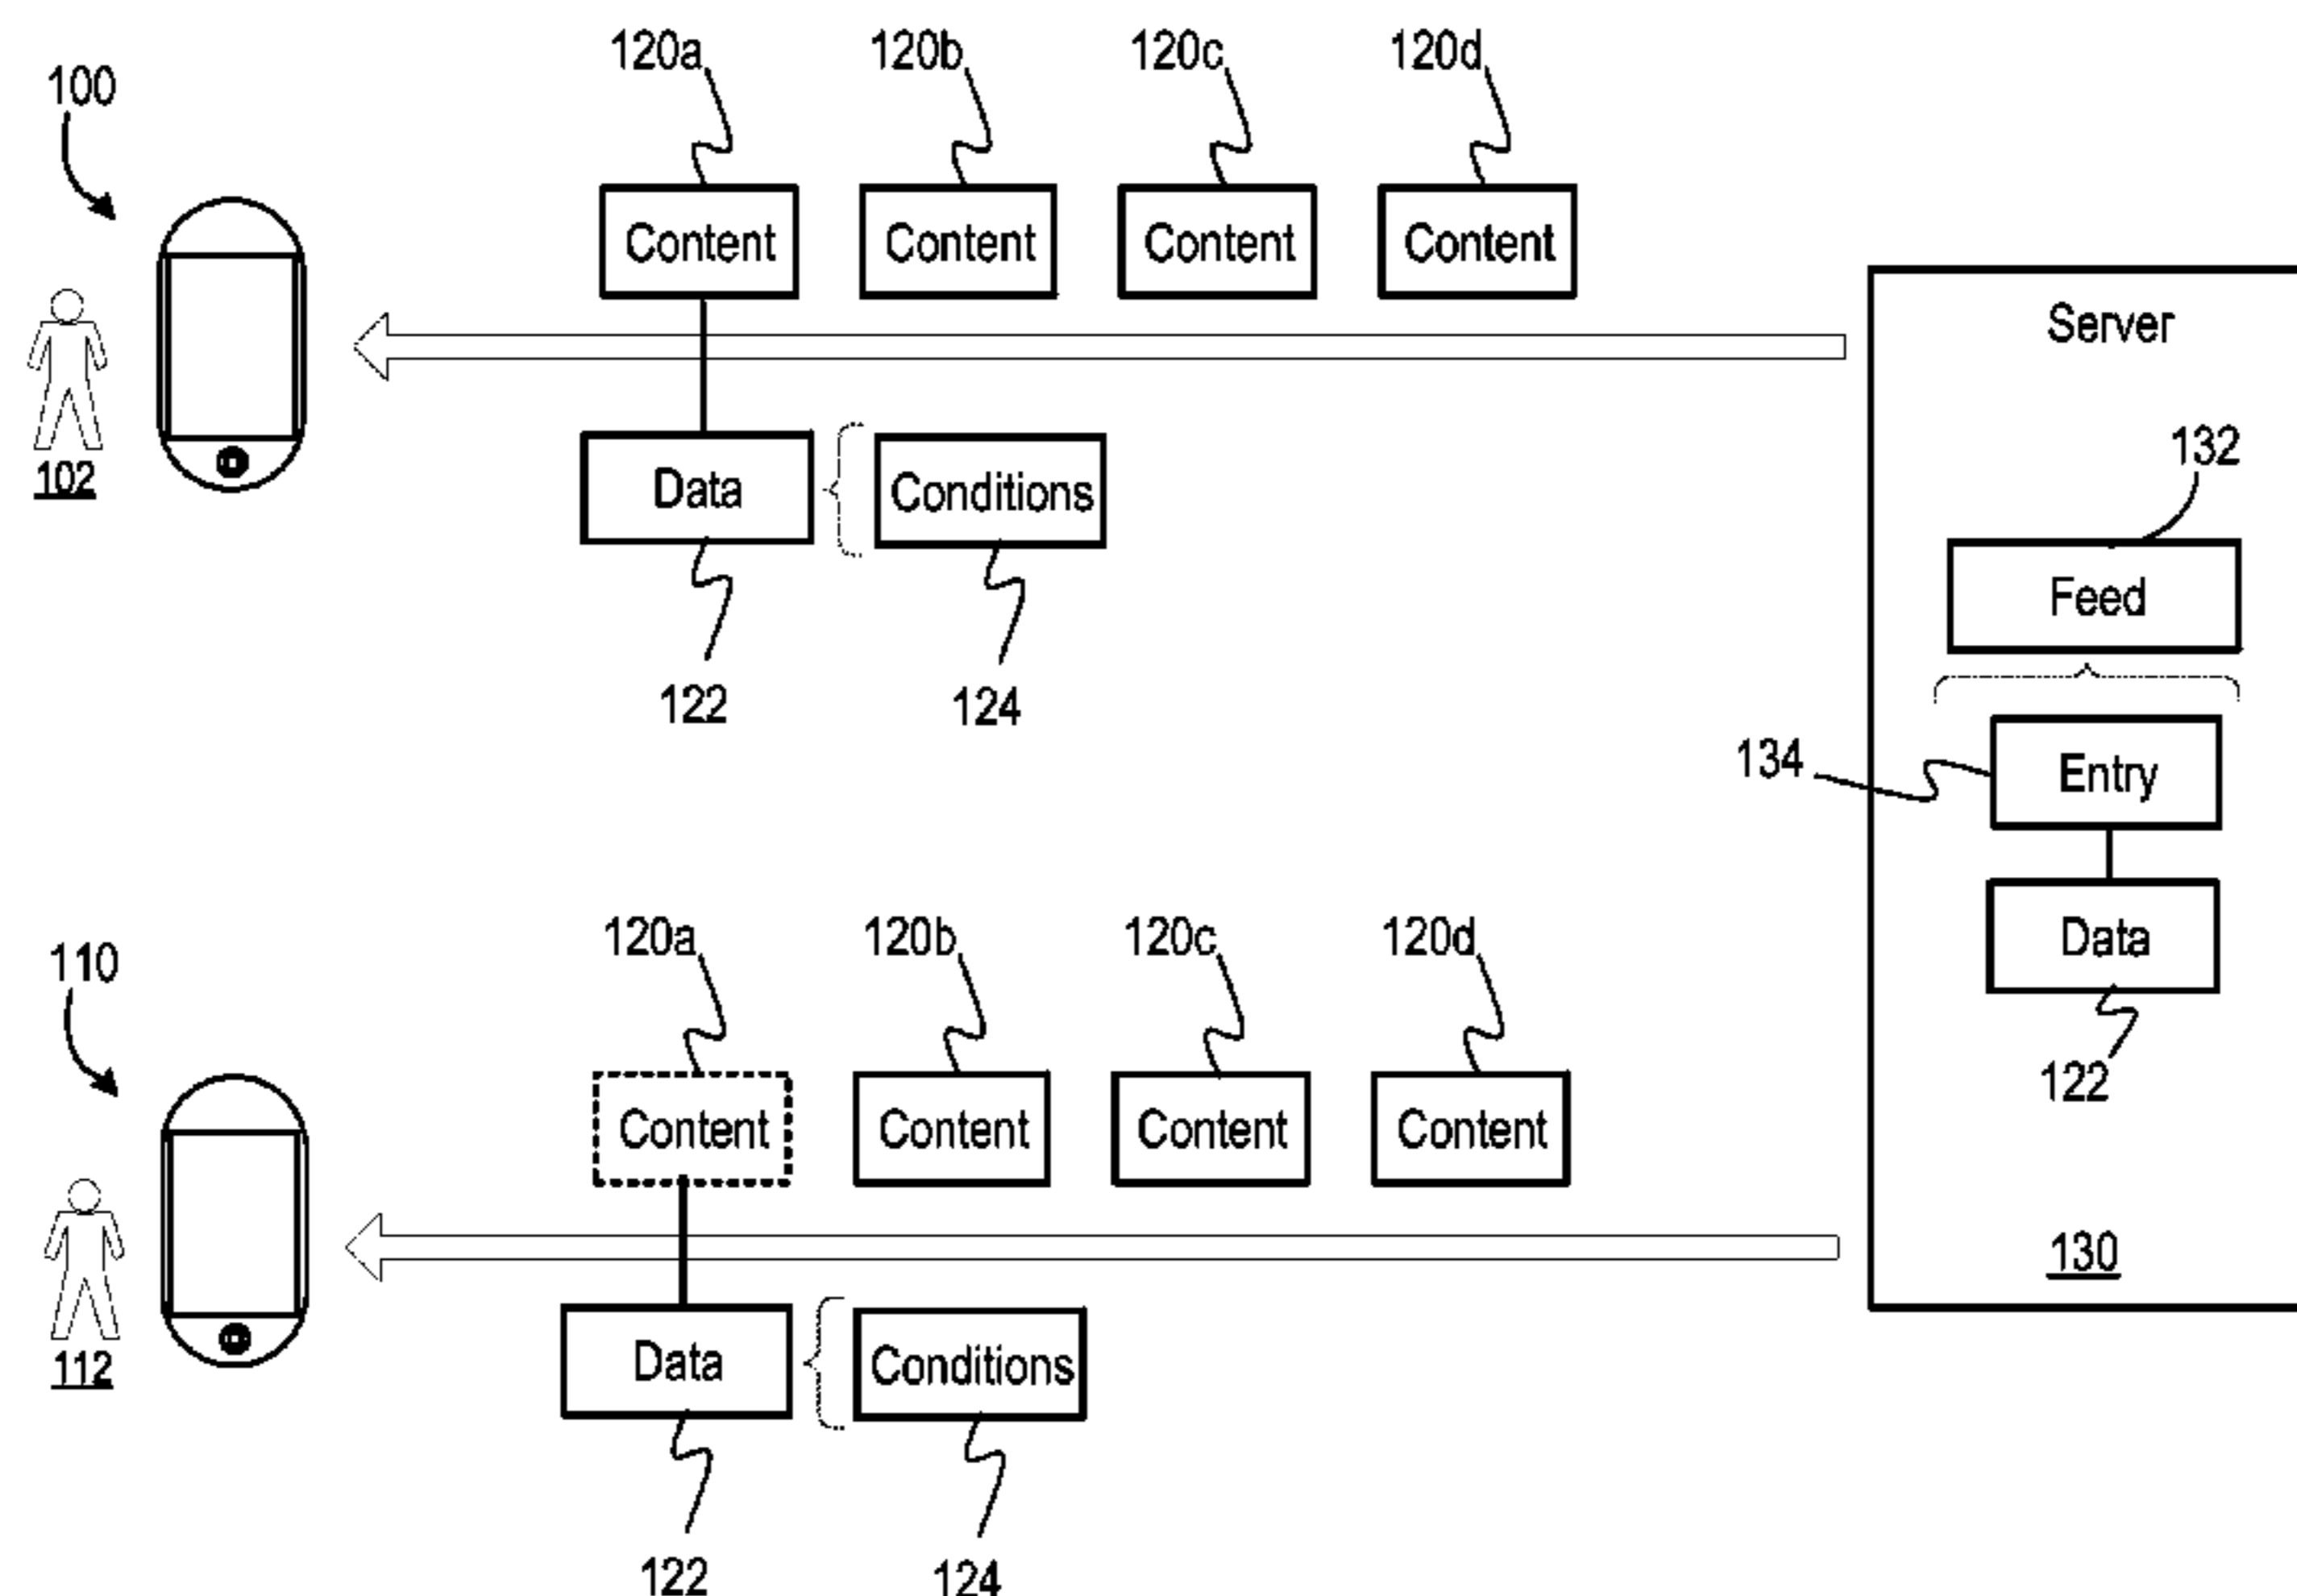 120a 120b 120c 120d
100
Content Content Content Content
Server
132
102
Data Conditions
Feed
122 124
134
Entry
120a 120b 120c 120d
Data
110
122
Content Content Content Content
130
112
Data Conditions
122 124